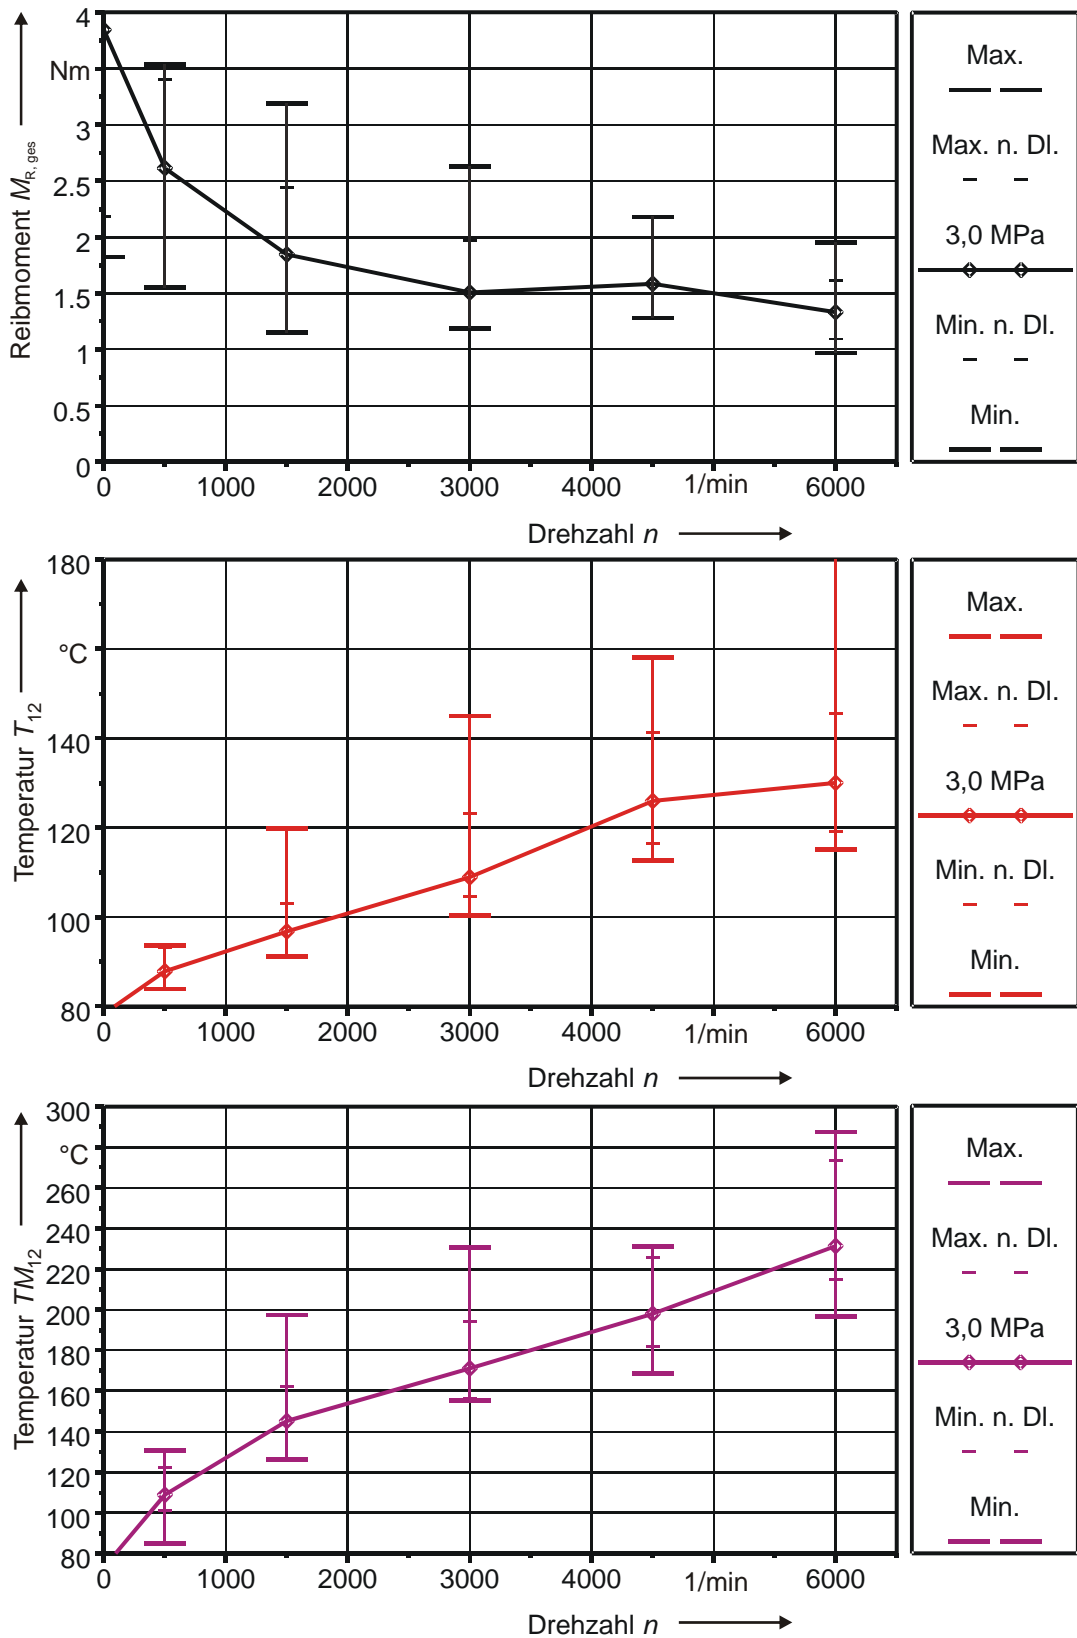 Reibmoment M_R, ges
4
Nm
3
2.5
2
1.5
1
0.5
0
0 1000 2000 3000 4000 1/min 6000
Drehzahl n
Max.
Max. n. Dl.
3,0 MPa
Min. n. Dl.
Min.
Temperatur T_12
180
°C
140
120
100
80
0 1000 2000 3000 4000 1/min 6000
Drehzahl n
Max.
Max. n. Dl.
3,0 MPa
Min. n. Dl.
Min.
Temperatur TM_12
300
°C
260
240
220
200
180
160
140
120
100
80
0 1000 2000 3000 4000 1/min 6000
Drehzahl n
Max.
Max. n. Dl.
3,0 MPa
Min. n. Dl.
Min.